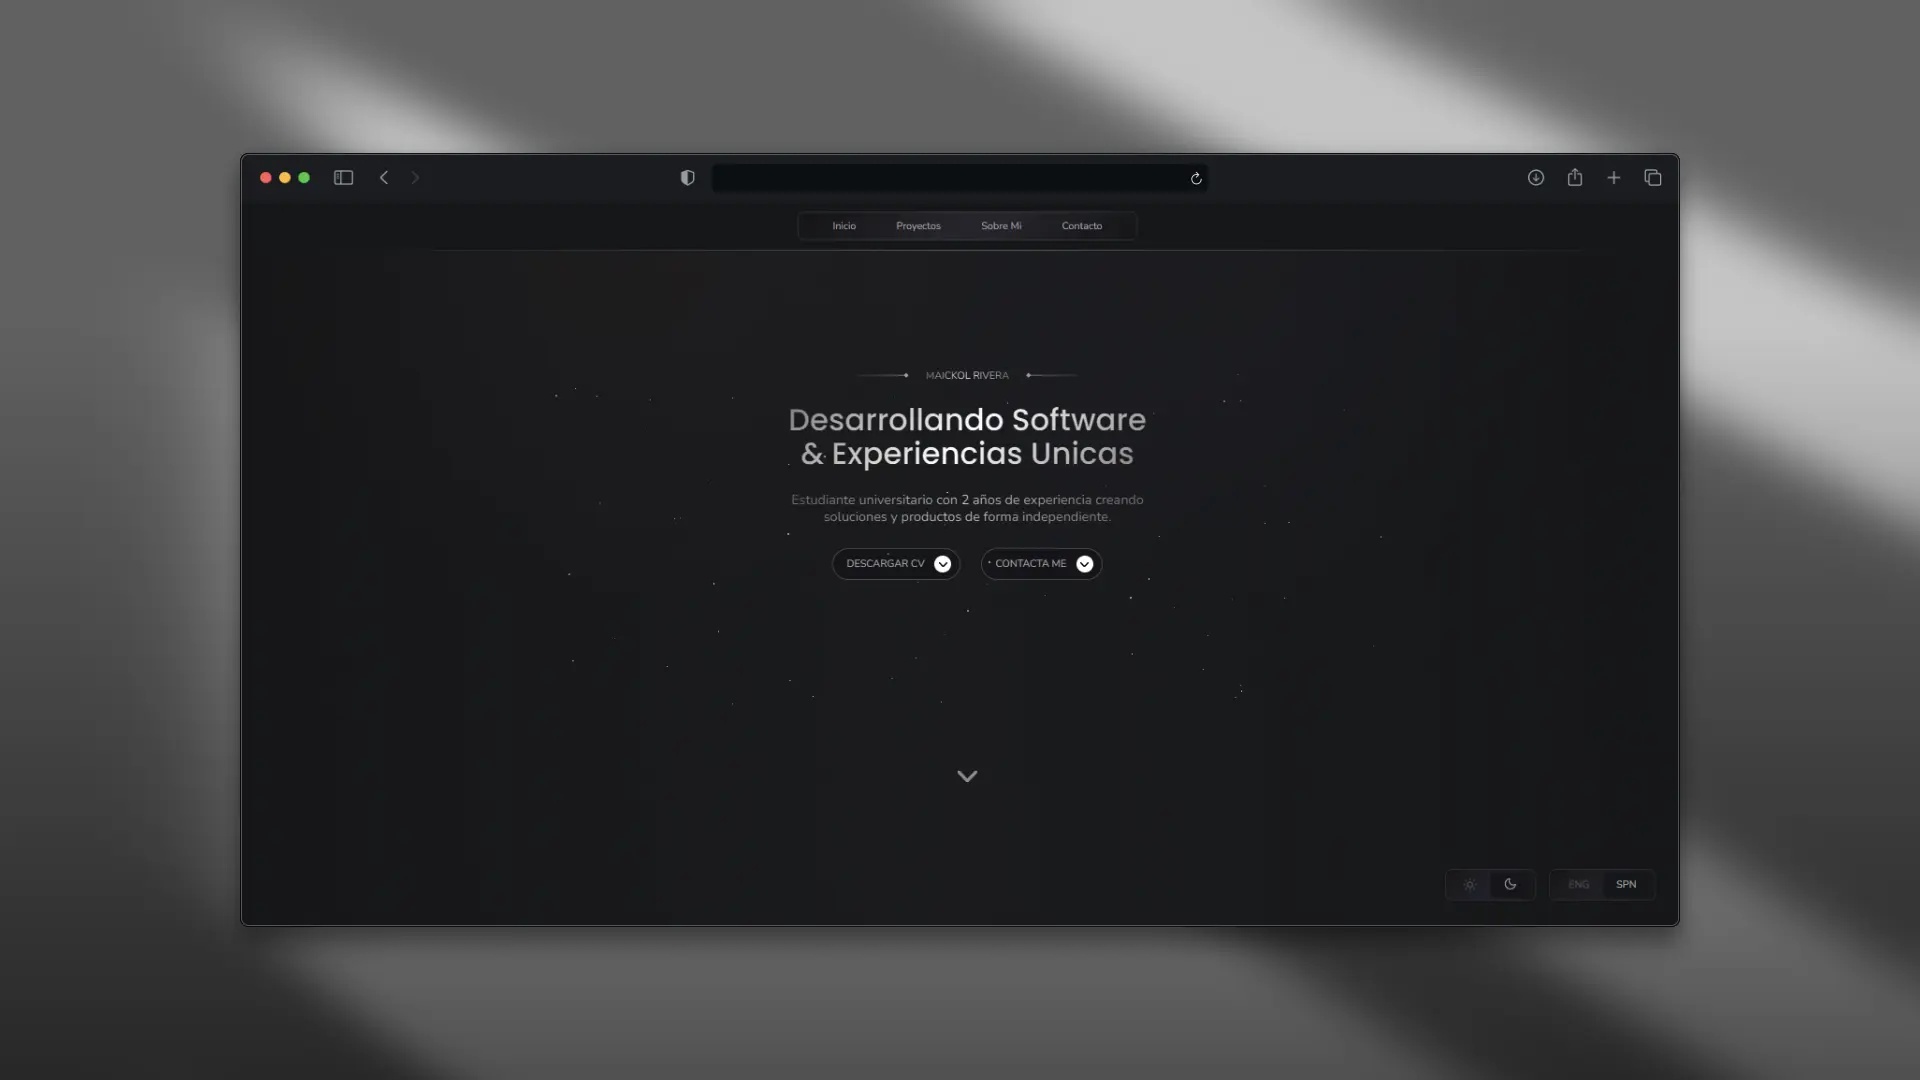 Inicio Proyectos Sobre Mi Contacto
MAICKOL RIVERA
Desarrollando Software
& Experiencias Unicas
Estudiante universitario con 2 años de experiencia creando
soluciones y productos de forma independiente.
DESCARGAR CV CONTACTA ME
ENG SPN